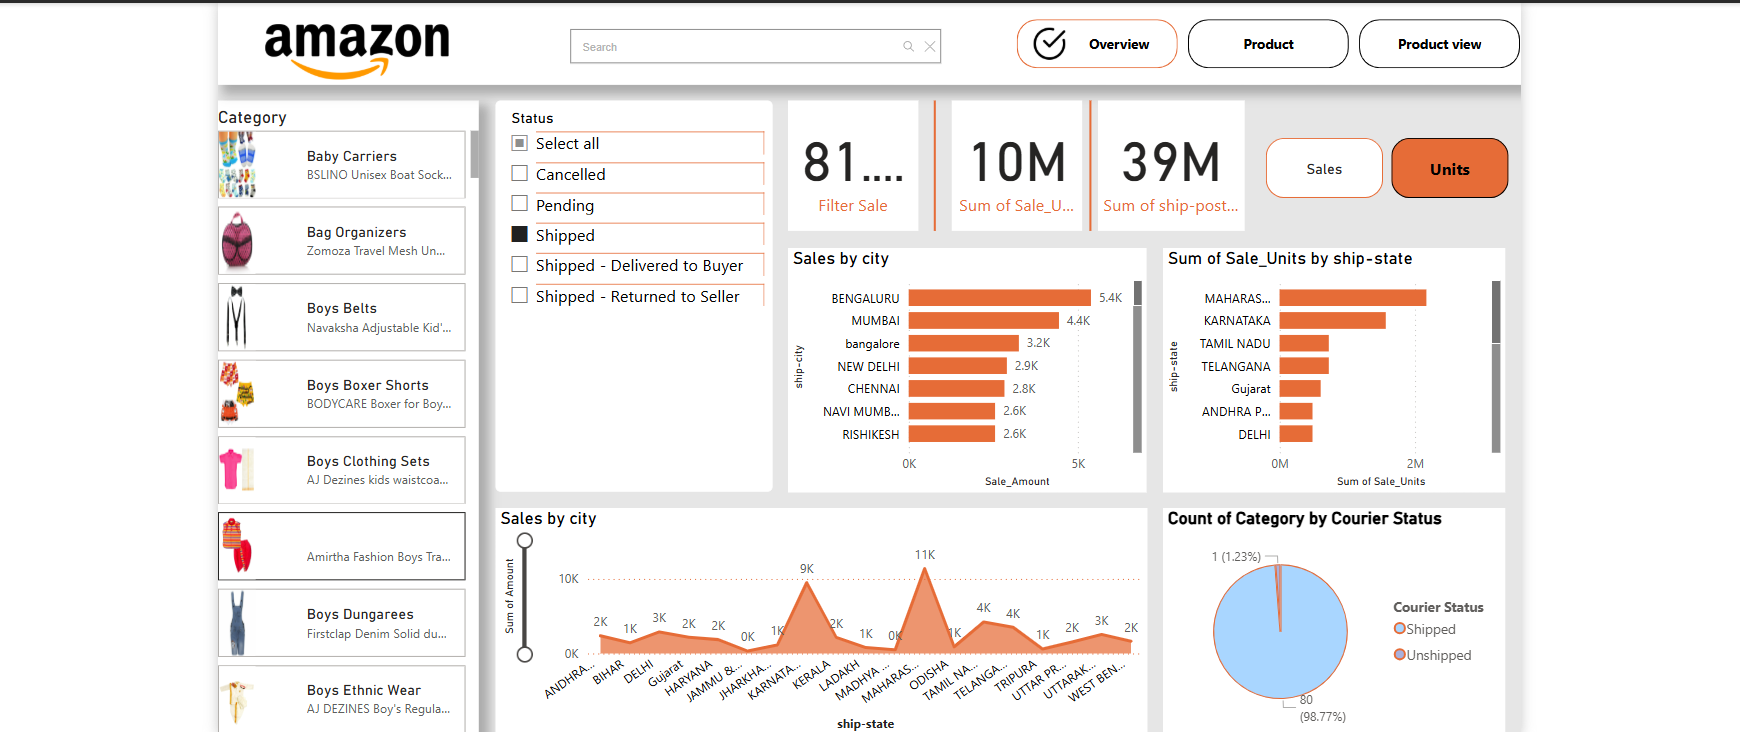 amazon
Search
Overview
Product
Product view
Category
Baby Carriers
BSLINO Unisex Boat Sock...
Bag Organizers
Zomoza Travel Mesh Un...
Boys Belts
Navaksha Adjustable Kid'...
Boys Boxer Shorts
BODYCARE Boxer for Boy...
Boys Clothing Sets
AJ Dezines kids waistcoa...
Amirtha Fashion Boys Tra...
Boys Dungarees
Firstclap Denim Solid du...
Boys Ethnic Wear
AJ DEZINES Boy's Regula...
Status
Select all
Cancelled
Pending
Shipped
Shipped - Delivered to Buyer
Shipped - Returned to Seller
81....
Filter Sale
10M
Sum of Sale_U...
39M
Sum of ship-post...
Sales
Units
Sales by city
ship-city
BENGALURU 5.4K
MUMBAI 4.4K
bangalore 3.2K
NEW DELHI 2.9K
CHENNAI 2.8K
NAVI MUMB... 2.6K
RISHIKESH 2.6K
0K 5K
Sale_Amount
Sum of Sale_Units by ship-state
ship-state
MAHARAS...
KARNATAKA
TAMIL NADU
TELANGANA
Gujarat
ANDHRA P...
DELHI
0M 2M
Sum of Sale_Units
Sales by city
Sum of Amount
10K
0K
2K 1K 3K 2K 2K 0K 1K 9K 2K 1K 0K 11K 1K 4K 4K 1K 2K 3K 2K
ANDHRA... BIHAR DELHI Gujarat HARYANA JAMMU &... JHARKHA... KARNATA... KERALA LADAKH MADHYA ... MAHARAS... ODISHA TAMIL NA... TELANGA... TRIPURA UTTAR PR... UTTARAK... WEST BEN...
ship-state
Count of Category by Courier Status
1 (1.23%)
80
(98.77%)
Courier Status
Shipped
Unshipped